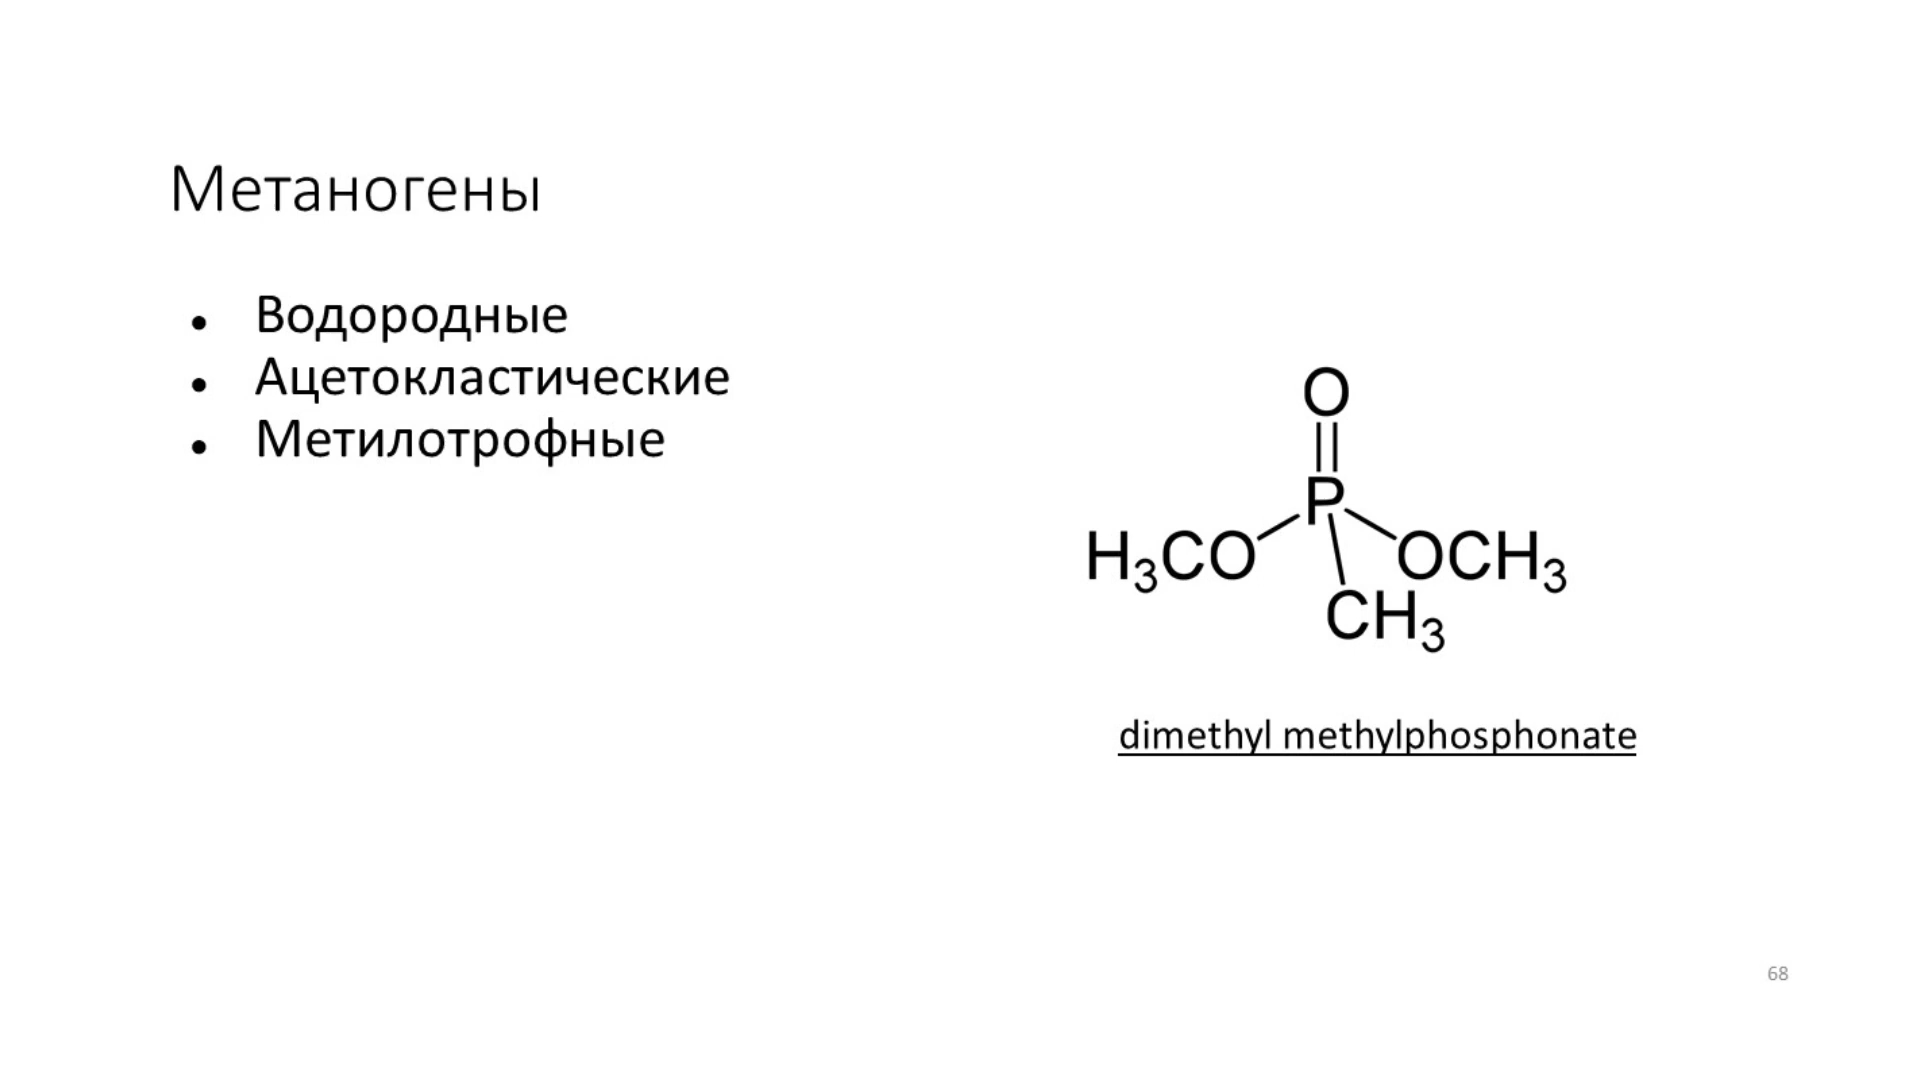 Метаногены
• Водородные
• Ацетокластические
• Метилотрофные
O
P
H₃CO
OCH₃
CH₃
dimethyl methylphosphonate
68